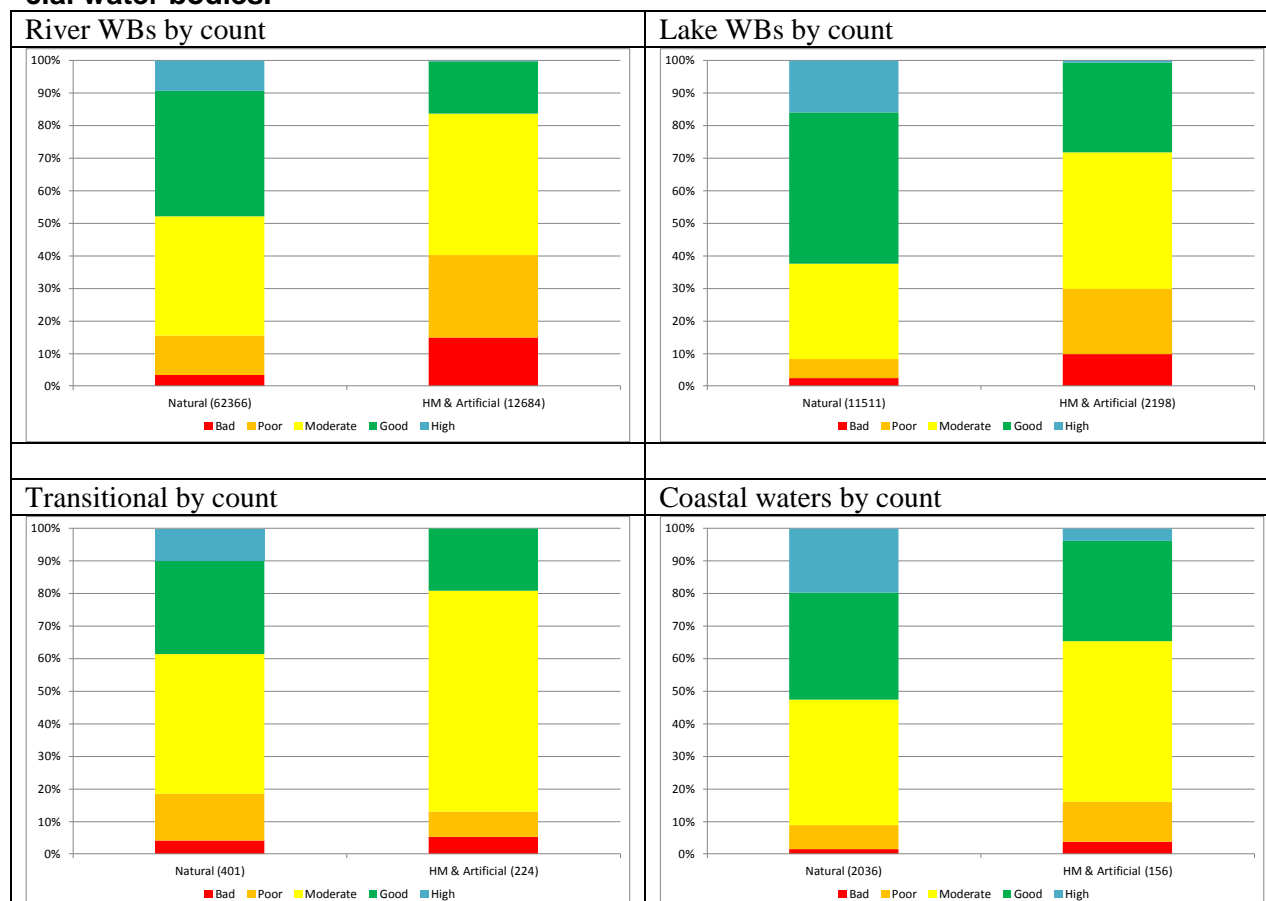 cial water bodies.
River WBs by count
Lake WBs by count
100%
90%
80%
70%
60%
50%
40%
30%
20%
10%
0%
Natural (62366)
HM & Artificial (12684)
Bad Poor Moderate Good High
100%
90%
80%
70%
60%
50%
40%
30%
20%
10%
0%
Natural (11511)
HM & Artificial (2198)
Bad Poor Moderate Good High
Transitional by count
Coastal waters by count
100%
90%
80%
70%
60%
50%
40%
30%
20%
10%
0%
Natural (401)
HM & Artificial (224)
Bad Poor Moderate Good High
100%
90%
80%
70%
60%
50%
40%
30%
20%
10%
0%
Natural (2036)
HM & Artificial (156)
Bad Poor Moderate Good High